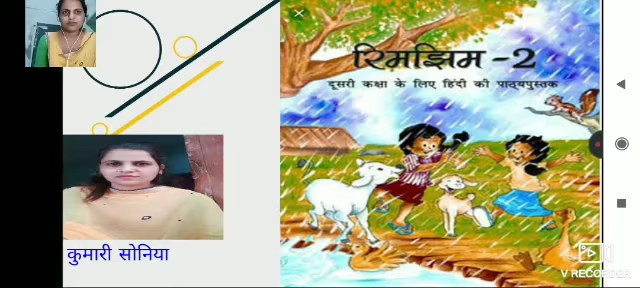 रिमझिम -2
दूसरी कक्षा के लिए हिंदी की पाठ्यपुस्तक
कुमारी सोनिया
V RECORDER